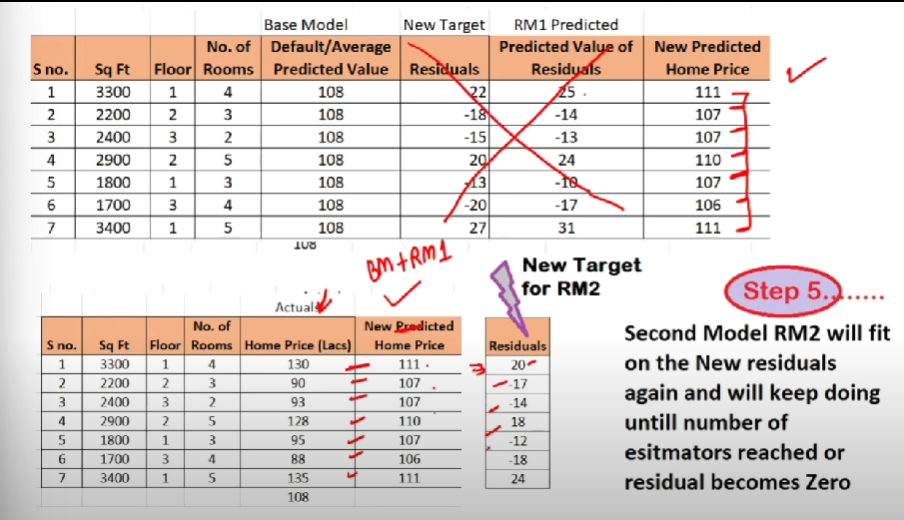 Base Model New Target RM1 Predicted
S no. Sq Ft Floor No. of Rooms Default/Average Predicted Value Residuals Predicted Value of Residuals New Predicted Home Price
1 3300 1 4 108 22 25 111
2 2200 2 3 108 -18 -14 107
3 2400 3 2 108 -15 -13 107
4 2900 2 5 108 20 24 110
5 1800 1 3 108 -13 -10 107
6 1700 3 4 108 -20 -17 106
7 3400 1 5 108 27 31 111
108
BM+RM1
New Target
for RM2
Step 5........
Actual
S no. Sq Ft Floor No. of Rooms Home Price (Lacs) New Predicted Home Price Residuals
1 3300 1 4 130 111 20
2 2200 2 3 90 107 -17
3 2400 3 2 93 107 -14
4 2900 2 5 128 110 18
5 1800 1 3 95 107 -12
6 1700 3 4 88 106 -18
7 3400 1 5 135 111 24
108
Second Model RM2 will fit
on the New residuals
again and will keep doing
untill number of
esitmators reached or
residual becomes Zero